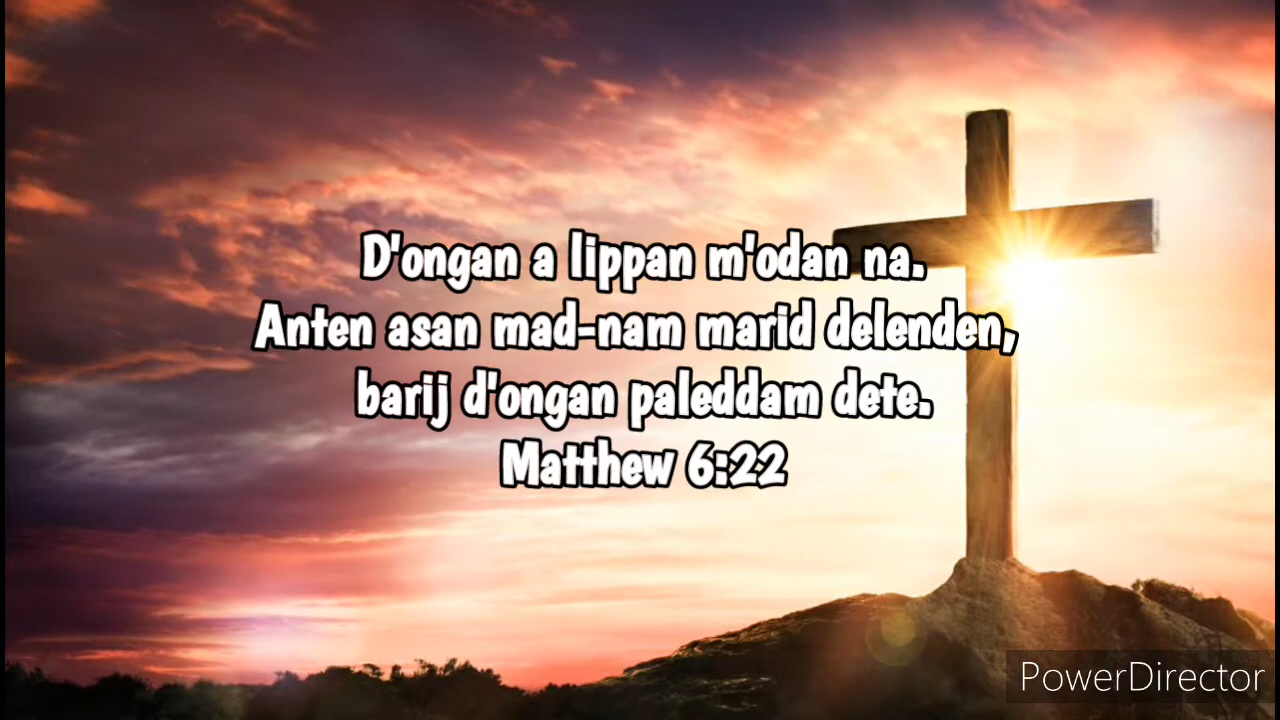 D'ongan a lippan m'odan na.
Anten asan mad-nam marid delenden,
barij d'ongan paleddam dete.
Matthew 6:22
PowerDirector